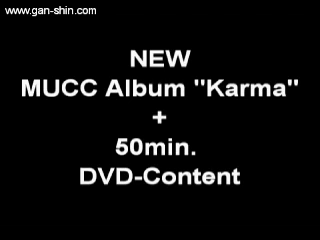 www.gan-shin.com
NEW
MUCC Album "Karma"
+
50min.
DVD-Content